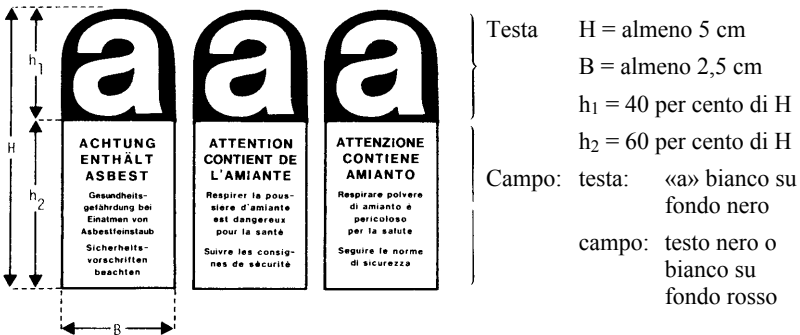 h1
H
h2
B
a
ACHTUNG
ENTHÄLT
ASBEST
Gesundheits-
gefährdung bei
Einatmen von
Asbestfeinstaub
Sicherheits-
vorschriften
beachten
a
ATTENTION
CONTIENT DE
L'AMIANTE
Respirer la pous-
siere d'amiante
est dangereux
pour la santé
Suivre les consig-
nes de sécurité
a
ATTENZIONE
CONTIENE
AMIANTO
Respirare polvere
di amianto è
pericoloso
per la salute
Seguire le norme
di sicurezza
Testa H = almeno 5 cm
B = almeno 2,5 cm
h1 = 40 per cento di H
h2 = 60 per cento di H
Campo: testa: «a» bianco su
fondo nero
campo: testo nero o
bianco su
fondo rosso